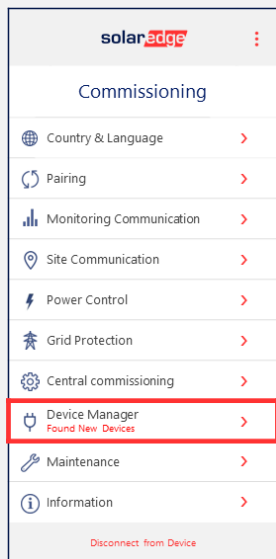 solaredge
Commissioning
Country & Language
Pairing
Monitoring Communication
Site Communication
Power Control
Grid Protection
Central commissioning
Device Manager
Found New Devices
Maintenance
Information
Disconnect from Device